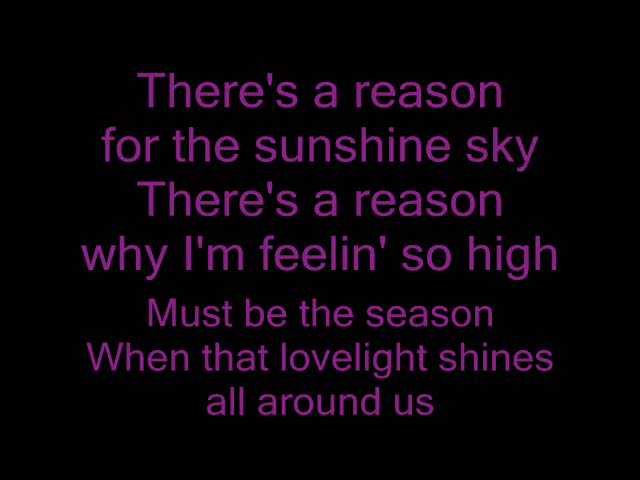 There's a reason
for the sunshine sky
There's a reason
why I'm feelin' so high
Must be the season
When that lovelight shines
all around us